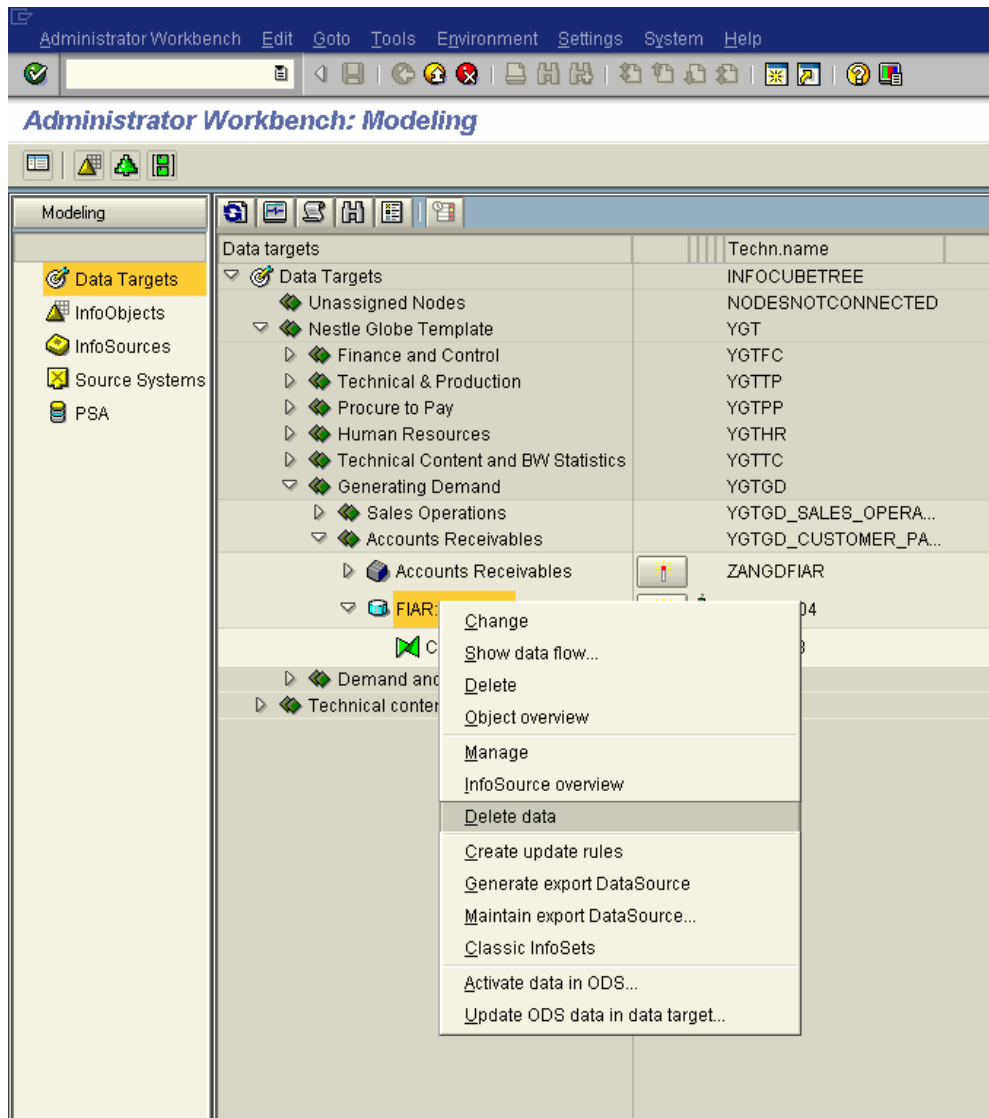 Administrator Workbench Edit Goto Tools Environment Settings System Help
Administrator Workbench: Modeling
Modeling
Data Targets
InfoObjects
InfoSources
Source Systems
PSA
Data targets Techn.name
Data Targets INFOCUBETREE
Unassigned Nodes NODESNOTCONNECTED
Nestle Globe Template YGT
Finance and Control YGTFC
Technical & Production YGTTP
Procure to Pay YGTPP
Human Resources YGTHR
Technical Content and BW Statistics YGTTC
Generating Demand YGTGD
Sales Operations YGTGD_SALES_OPERA...
Accounts Receivables YGTGD_CUSTOMER_PA...
Accounts Receivables ZANGDFIAR
FIAR: 04
C
Demand and
Technical conter
Change
Show data flow...
Delete
Object overview
Manage
InfoSource overview
Delete data
Create update rules
Generate export DataSource
Maintain export DataSource...
Classic InfoSets
Activate data in ODS...
Update ODS data in data target...